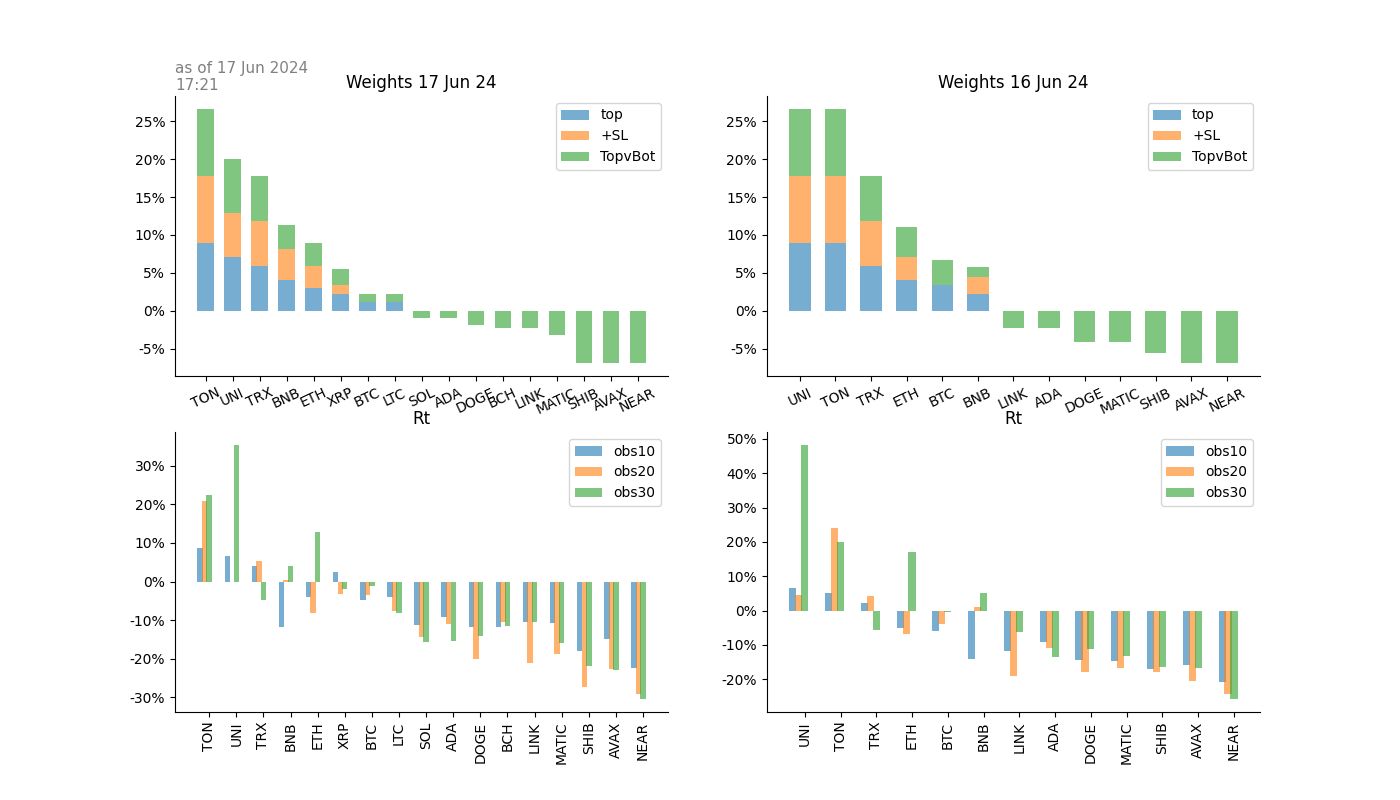 as of 17 Jun 2024
17:21
Weights 17 Jun 24
25%
20%
15%
10%
5%
0%
-5%
top
+SL
TopvBot
TON UNI TRX BNB ETH XRP BTC LTC SOL ADA DOGE BCH LINK MATIC SHIB AVAX NEAR
Weights 16 Jun 24
25%
20%
15%
10%
5%
0%
-5%
top
+SL
TopvBot
UNI TON TRX ETH BTC BNB LINK ADA DOGE MATIC SHIB AVAX NEAR
Rt
30%
20%
10%
0%
-10%
-20%
-30%
obs10
obs20
obs30
TON UNI TRX BNB ETH XRP BTC LTC SOL ADA DOGE BCH LINK MATIC SHIB AVAX NEAR
Rt
50%
40%
30%
20%
10%
0%
-10%
-20%
obs10
obs20
obs30
UNI TON TRX ETH BTC BNB LINK ADA DOGE MATIC SHIB AVAX NEAR